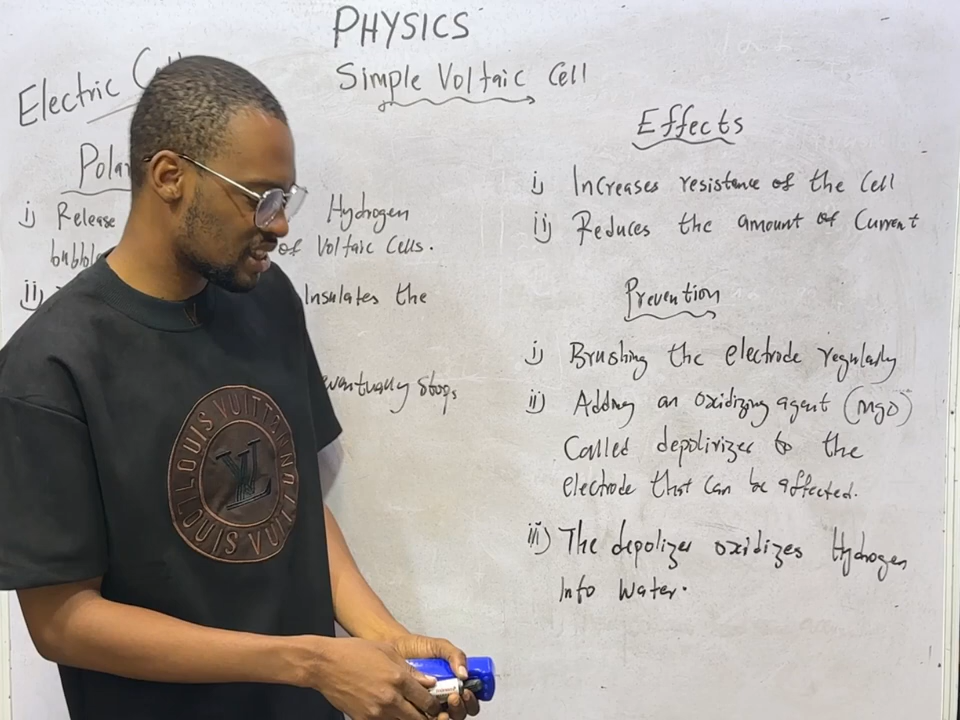 PHYSICS
Simple Voltaic Cell
Electric
Polar
i) Release Hydrogen
bubble of Voltaic Cells.
ii) Insulates the
eventually stops
Effects
i) Increases resistance of the Cell
ii) Reduces the amount of Current
Prevention
i) Brushing the electrode regularly
ii) Adding an oxidizing agent (MgO)
Called depolirizer to the
electrode that can be affected.
iii) The depolizer oxidizes Hydrogen
Into water.
LOUIS VUITTON
LV
LOUIS VUI